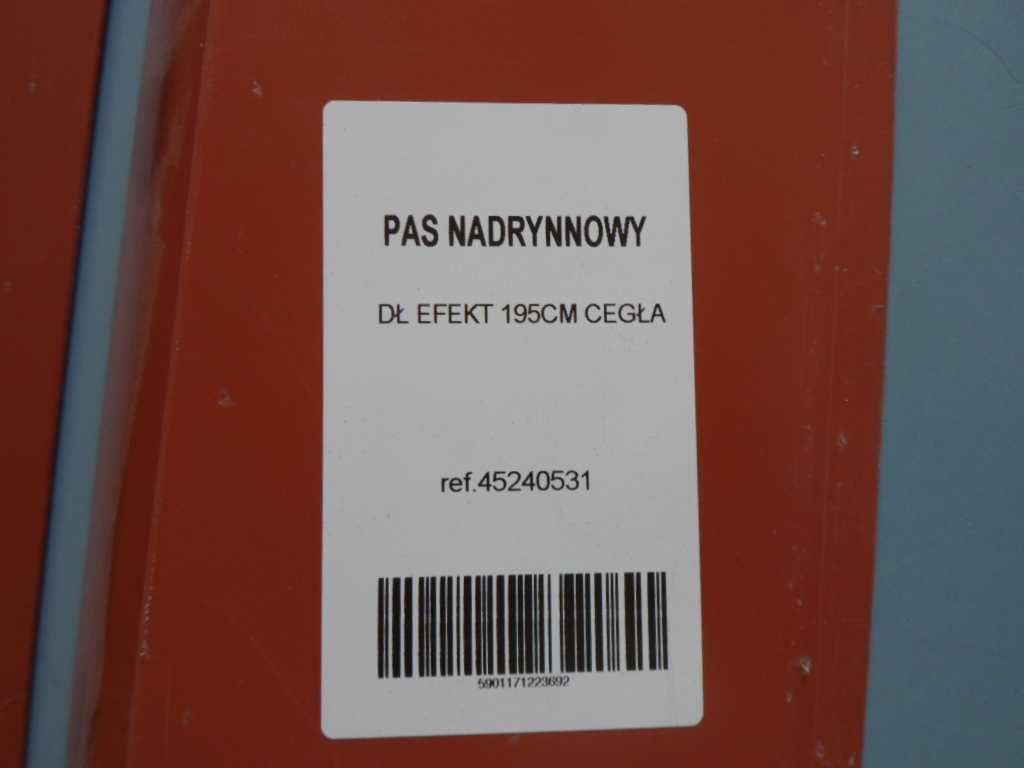 PAS NADRYNNOWY
DŁ EFEKT 195CM CEGŁA
ref.45240531
5901171223692